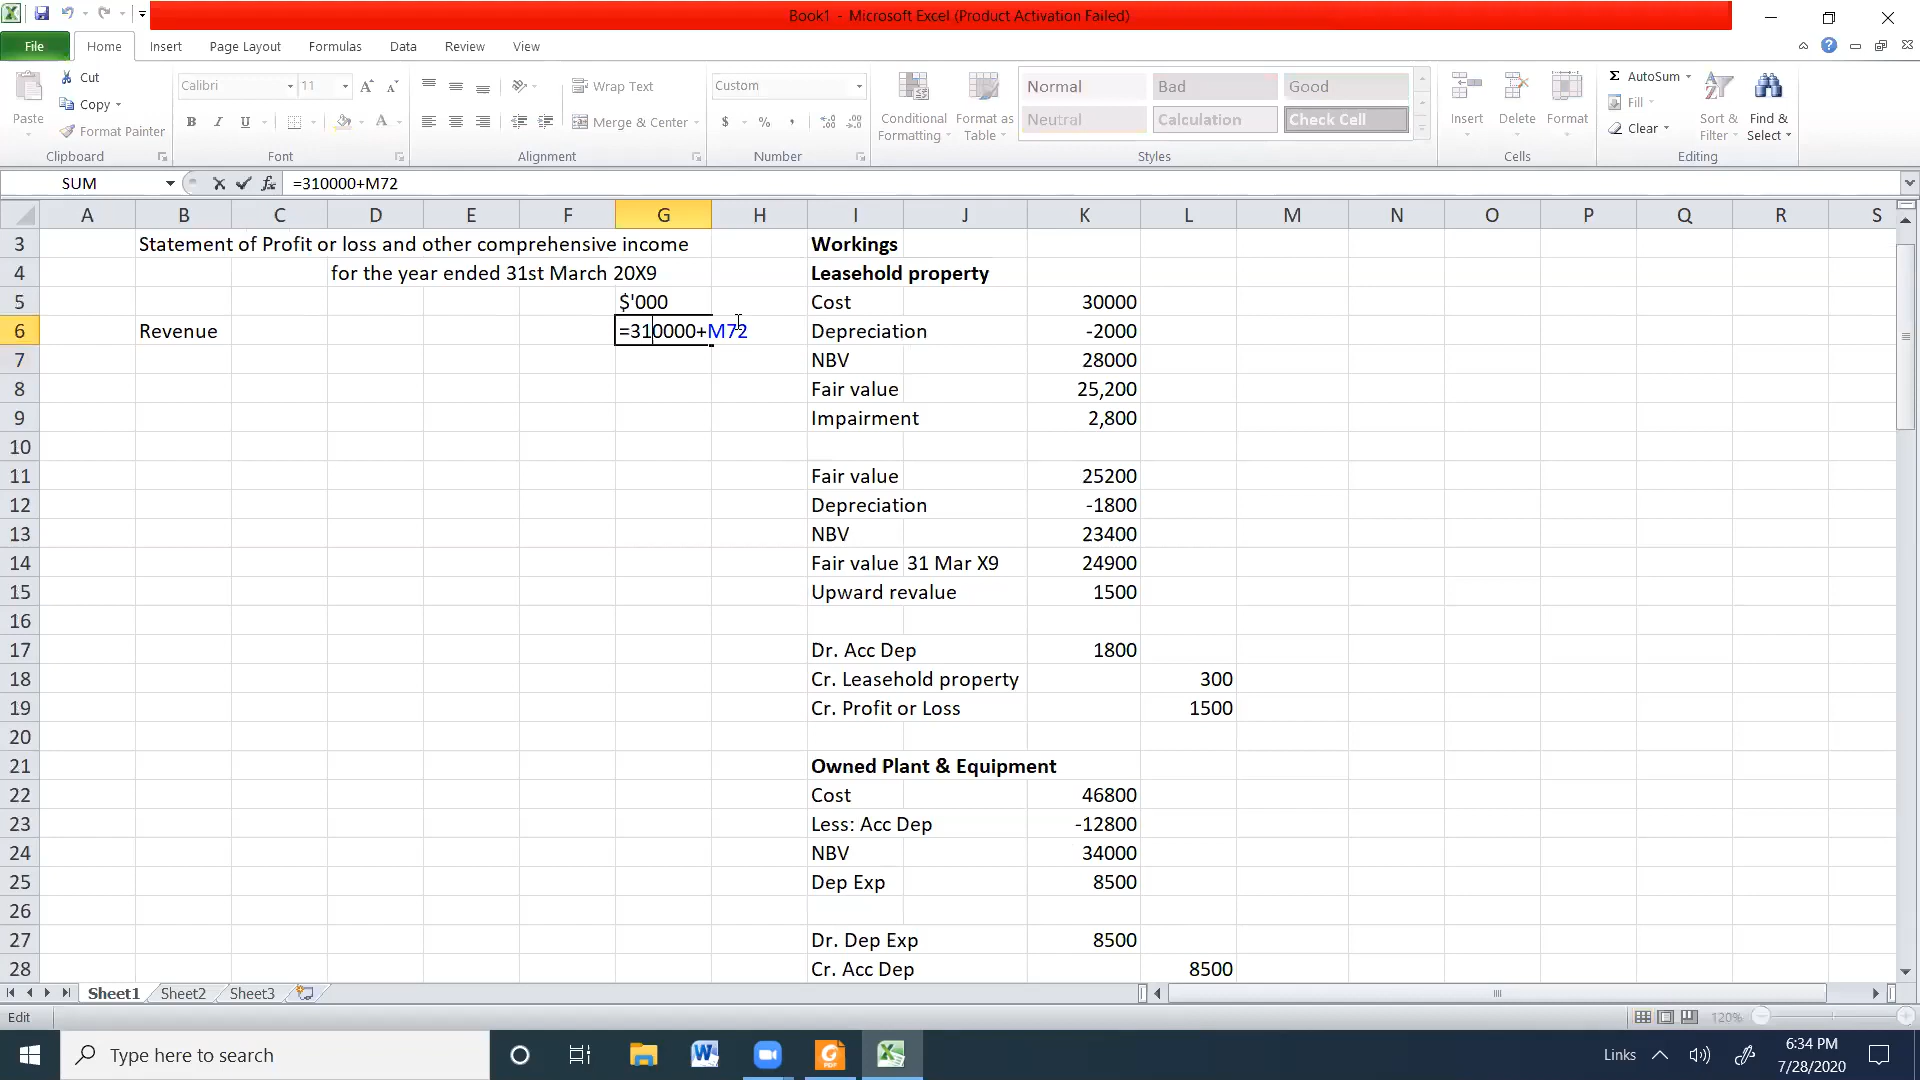 Book1 - Microsoft Excel (Product Activation Failed)
File Home Insert Page Layout Formulas Data Review View
Paste
Cut
Copy
Format Painter
Calibri 11
B I U
Wrap Text
Merge & Center
Custom
$ % ,
Conditional Formatting
Format as Table
Normal Bad Good
Neutral Calculation Check Cell
Insert Delete Format
Σ AutoSum
Fill
Clear
Sort & Filter
Find & Select
Clipboard Font Alignment Number Styles Cells Editing
SUM fx =310000+M72
A B C D E F G H I J K L M N O P Q R S
3 Statement of Profit or loss and other comprehensive income Workings
4 for the year ended 31st March 20X9 Leasehold property
5 $'000 Cost 30000
6 Revenue =310000+M72 Depreciation -2000
7 NBV 28000
8 Fair value 25,200
9 Impairment 2,800
10
11 Fair value 25200
12 Depreciation -1800
13 NBV 23400
14 Fair value 31 Mar X9 24900
15 Upward revalue 1500
16
17 Dr. Acc Dep 1800
18 Cr. Leasehold property 300
19 Cr. Profit or Loss 1500
20
21 Owned Plant & Equipment
22 Cost 46800
23 Less: Acc Dep -12800
24 NBV 34000
25 Dep Exp 8500
26
27 Dr. Dep Exp 8500
28 Cr. Acc Dep 8500
Sheet1 Sheet2 Sheet3
Edit 120%
Type here to search
Links
6:34 PM
7/28/2020